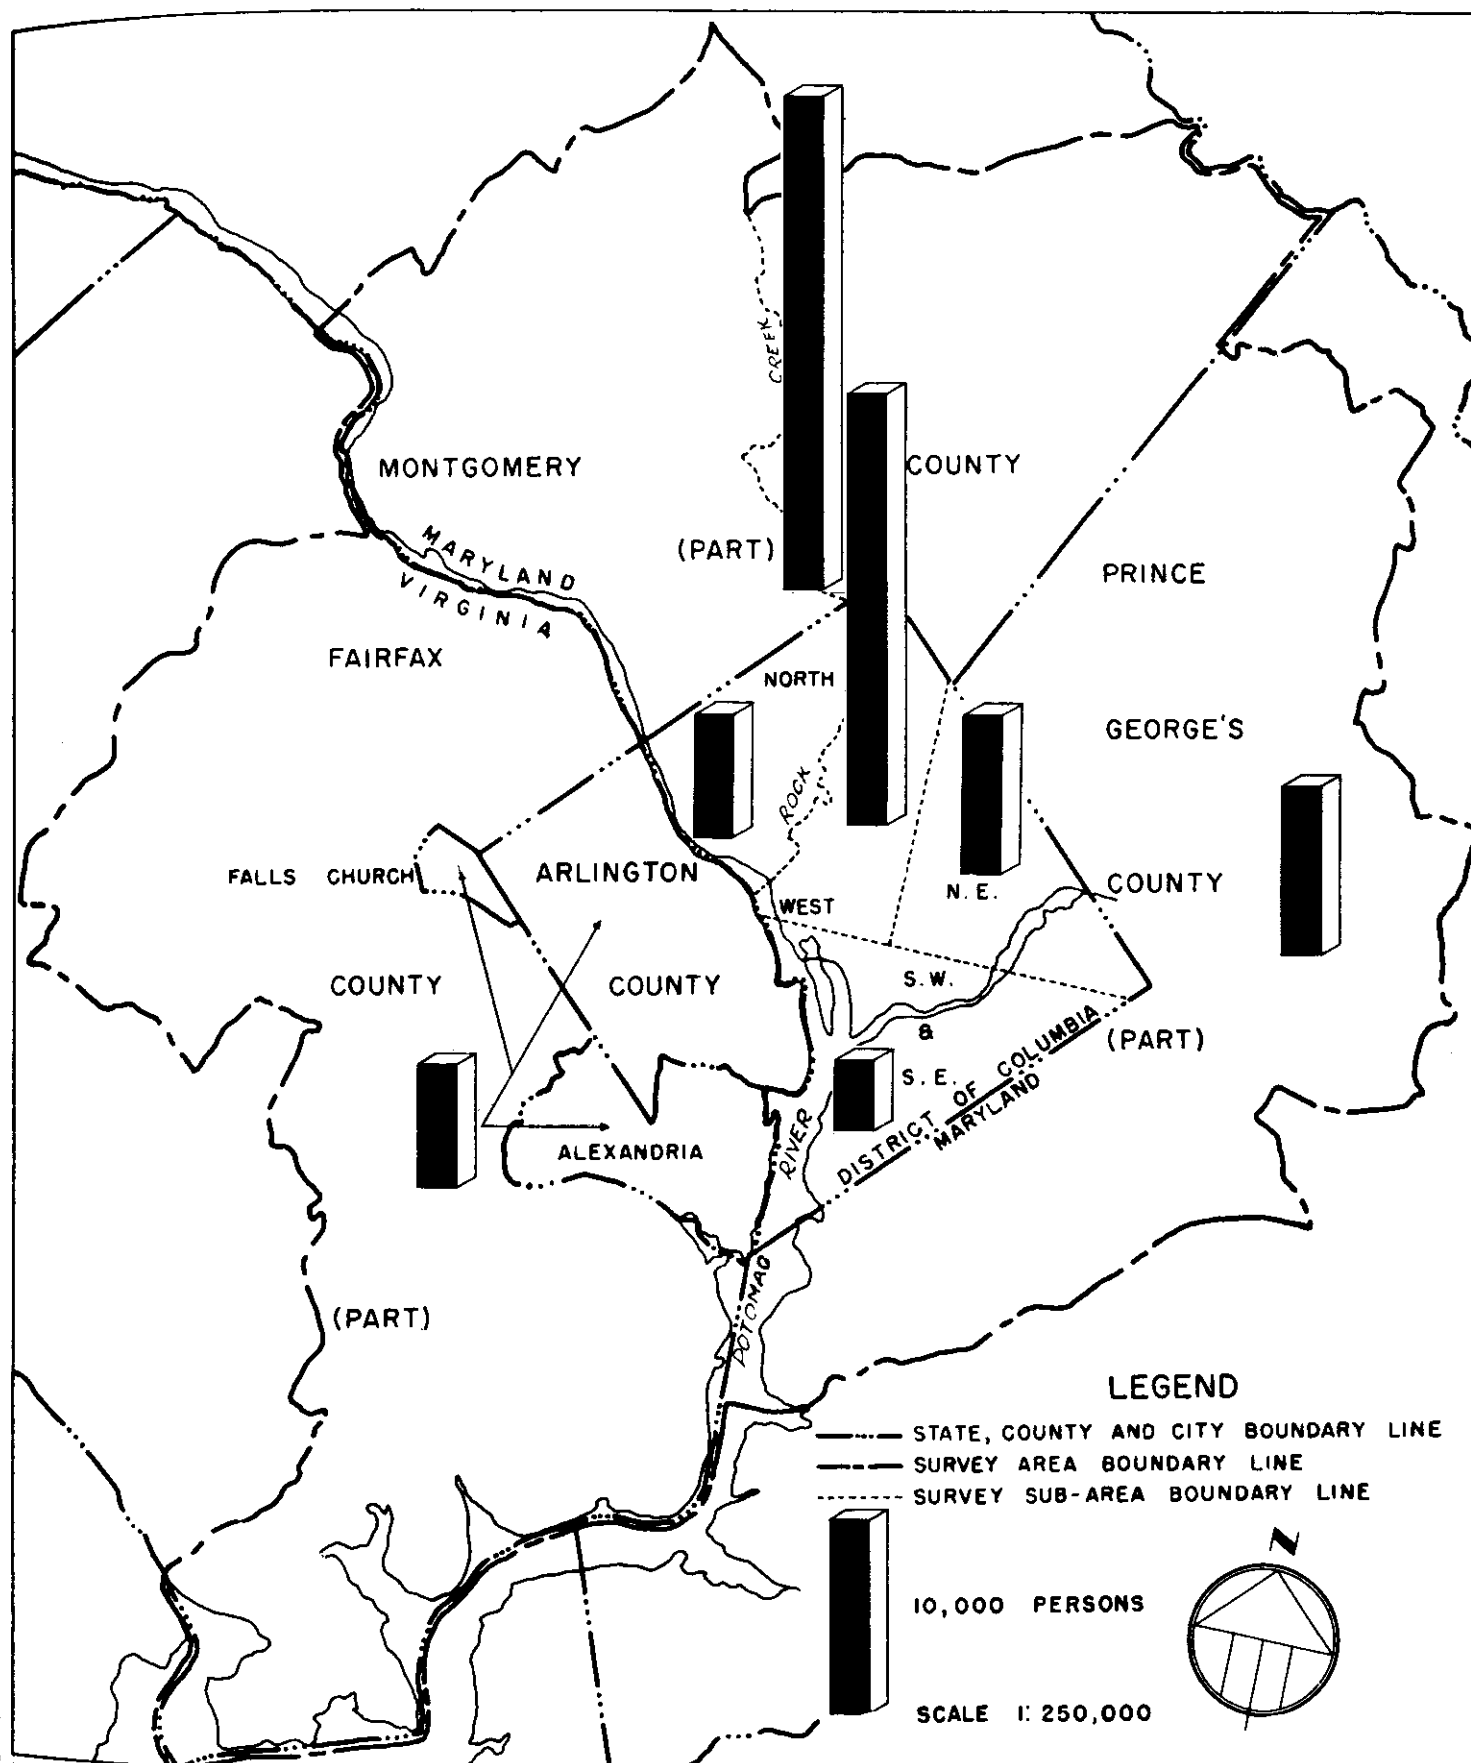 CREEK
MONTGOMERY
COUNTY
MARYLAND
(PART)
VIRGINIA
PRINCE
FAIRFAX
NORTH
GEORGE'S
ROCK
FALLS CHURCH
ARLINGTON
WEST
N.E.
COUNTY
COUNTY
COUNTY
S.W.
&
S.E.
(PART)
DISTRICT OF COLUMBIA
MARYLAND
ALEXANDRIA
RIVER
POTOMAC
(PART)
LEGEND
STATE, COUNTY AND CITY BOUNDARY LINE
SURVEY AREA BOUNDARY LINE
SURVEY SUB-AREA BOUNDARY LINE
N
10,000 PERSONS
SCALE 1:250,000